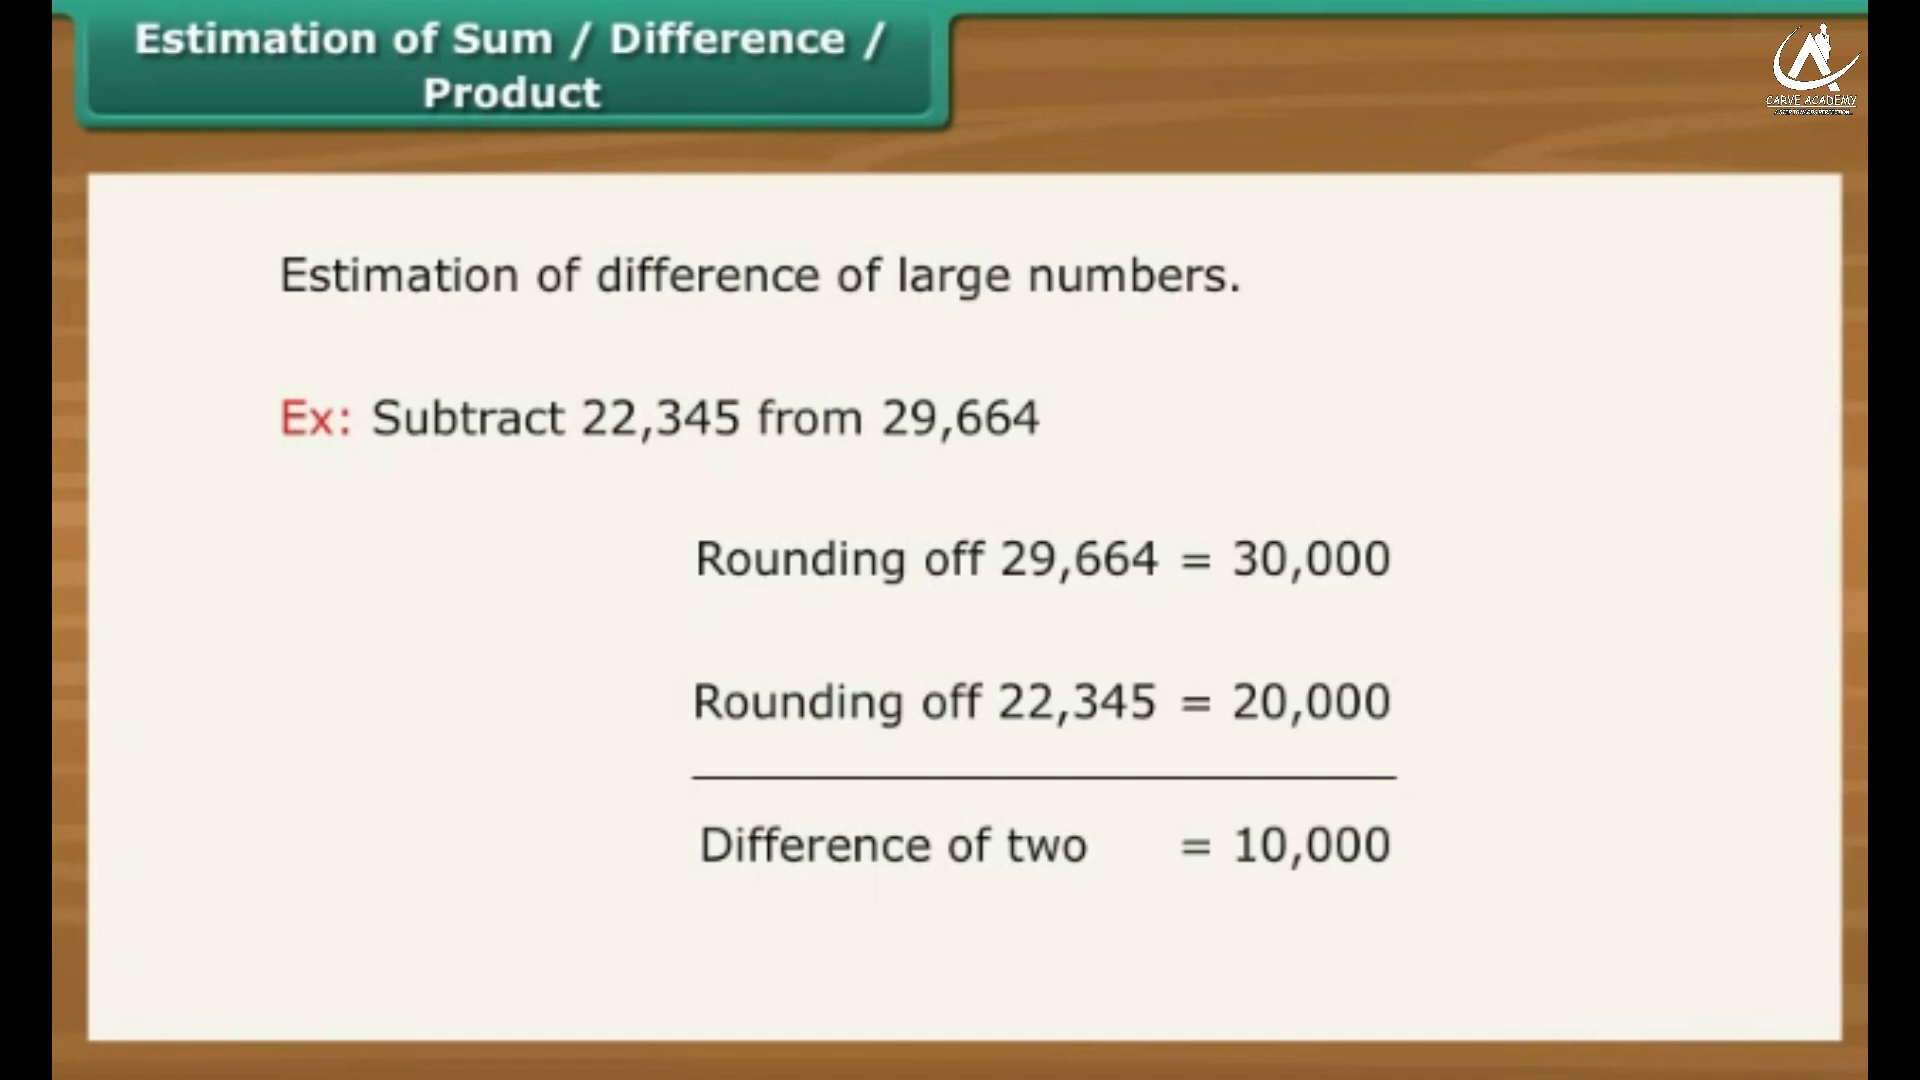 Estimation of Sum / Difference /
Product
CARVE ACADEMY
Estimation of difference of large numbers.
Ex: Subtract 22,345 from 29,664
Rounding off 29,664 = 30,000
Rounding off 22,345 = 20,000
Difference of two = 10,000